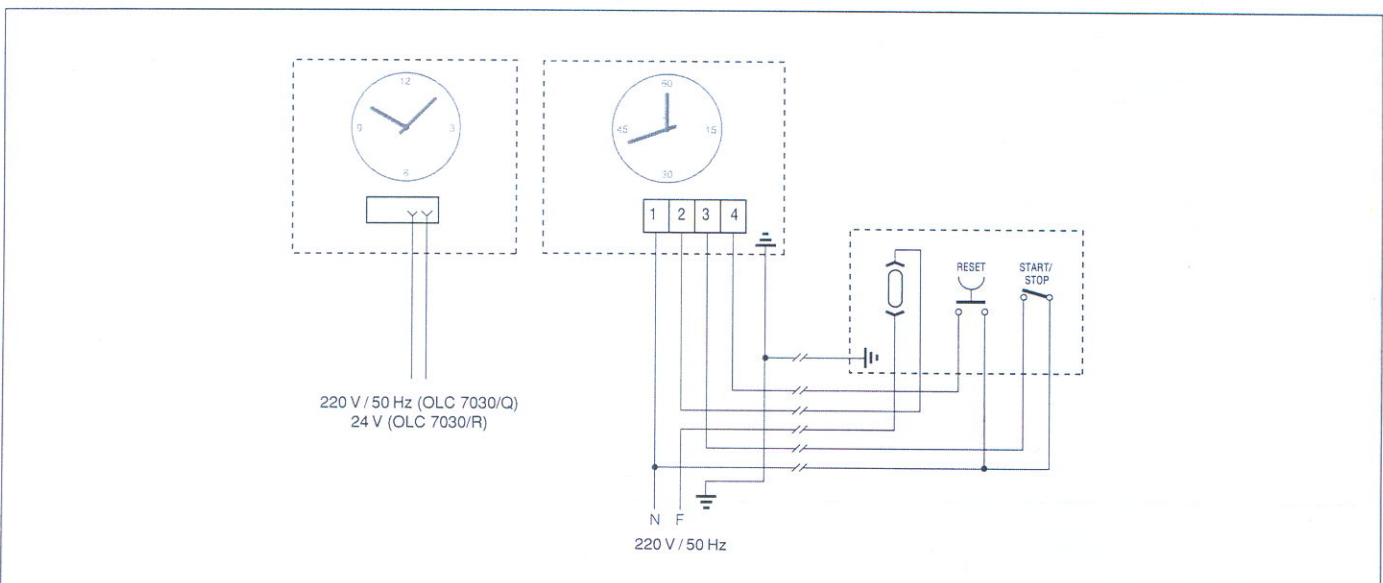 12
9
3
6
60
45
15
30
1 2 3 4
RESET
START/
STOP
220 V / 50 Hz (OLC 7030/Q)
24 V (OLC 7030/R)
N F
220 V / 50 Hz